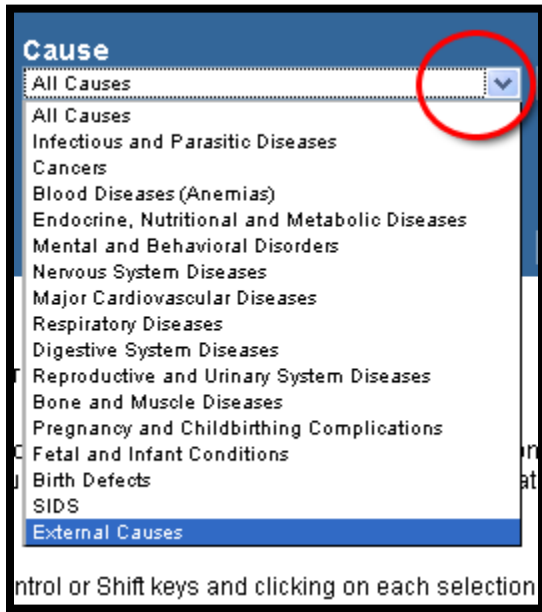 Cause
All Causes
All Causes
Infectious and Parasitic Diseases
Cancers
Blood Diseases (Anemias)
Endocrine, Nutritional and Metabolic Diseases
Mental and Behavioral Disorders
Nervous System Diseases
Major Cardiovascular Diseases
Respiratory Diseases
Digestive System Diseases
Reproductive and Urinary System Diseases
Bone and Muscle Diseases
Pregnancy and Childbirthing Complications
Fetal and Infant Conditions
Birth Defects
SIDS
External Causes
ntrol or Shift keys and clicking on each selection